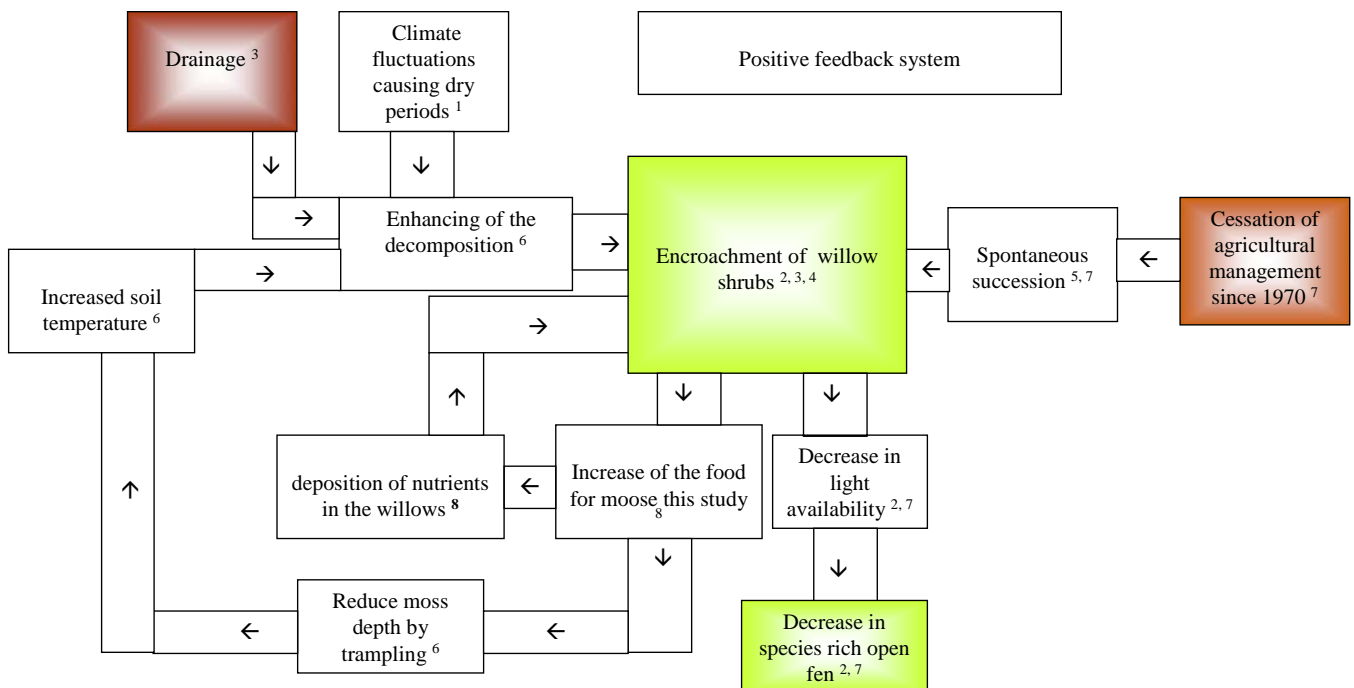 Drainage ³
Climate
fluctuations
causing dry
periods ¹
Positive feedback system
↓
↓
→
Enhancing of the
decomposition ⁶
→
Encroachment of willow
shrubs ², ³, ⁴
←
Spontaneous
succession ⁵, ⁷
←
Cessation of
agricultural
management
since 1970 ⁷
→
Increased soil
temperature ⁶
→
↑
↓
↓
↑
deposition of nutrients
in the willows ⁸
←
Increase of the food
for moose this study
⁸
Decrease in
light
availability ², ⁷
↓
↓
←
Reduce moss
depth by
trampling ⁶
←
Decrease in
species rich open
fen ², ⁷